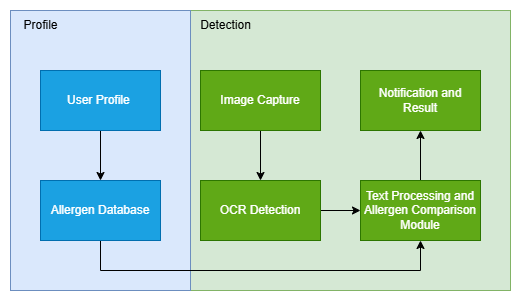 Profile
Detection
User Profile
Image Capture
Notification and
Result
Allergen Database
OCR Detection
Text Processing and
Allergen Comparison
Module